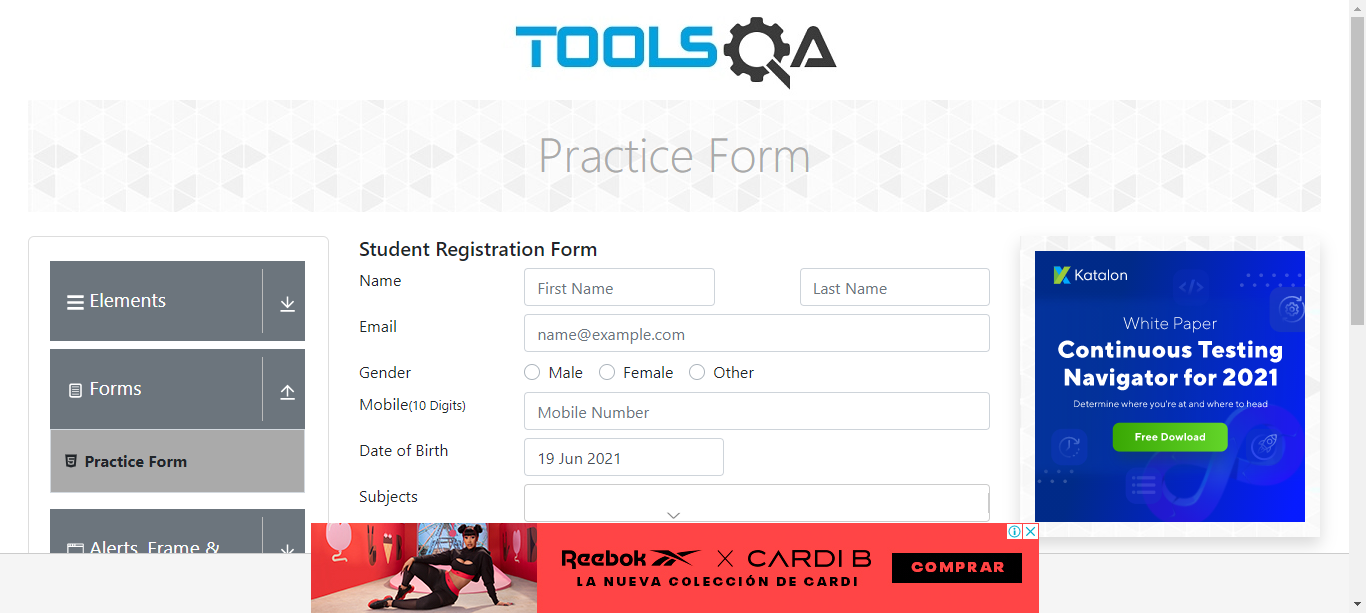 TOOLSQA
Practice Form
Elements
Forms
Practice Form
Alerts, Frame &
Student Registration Form
Name
First Name
Last Name
Email
name@example.com
Gender
Male
Female
Other
Mobile(10 Digits)
Mobile Number
Date of Birth
19 Jun 2021
Subjects
Katalon
White Paper
Continuous Testing
Navigator for 2021
Determine where you're at and where to head
Free Dowload
Reebok X CARDI B
LA NUEVA COLECCIÓN DE CARDI
COMPRAR